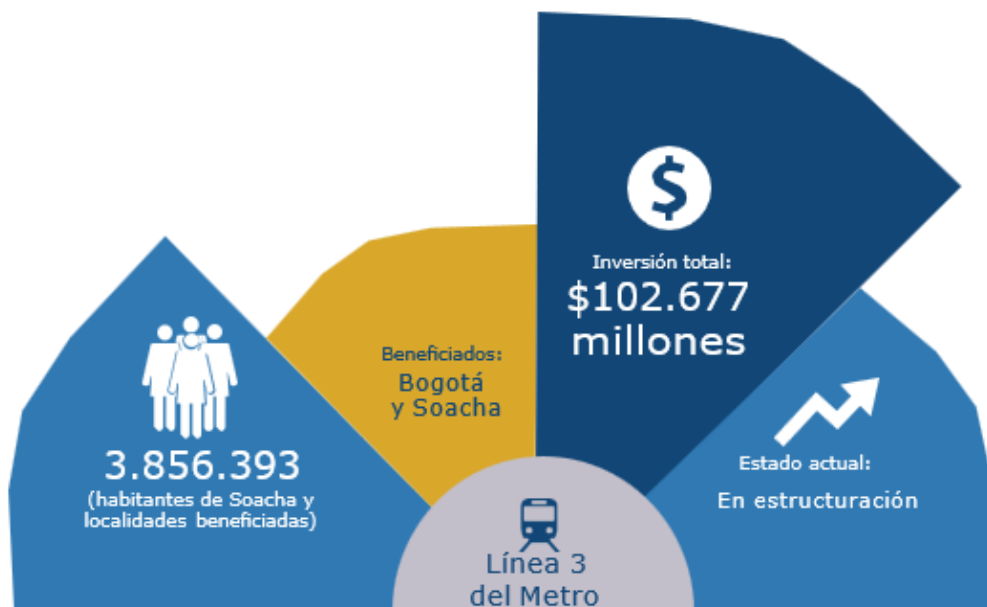 3.856.393
(habitantes de Soacha y
localidades beneficiadas)
Beneficiados:
Bogotá
y Soacha
$
Inversión total:
$102.677
millones
Estado actual:
En estructuración
Línea 3
del Metro